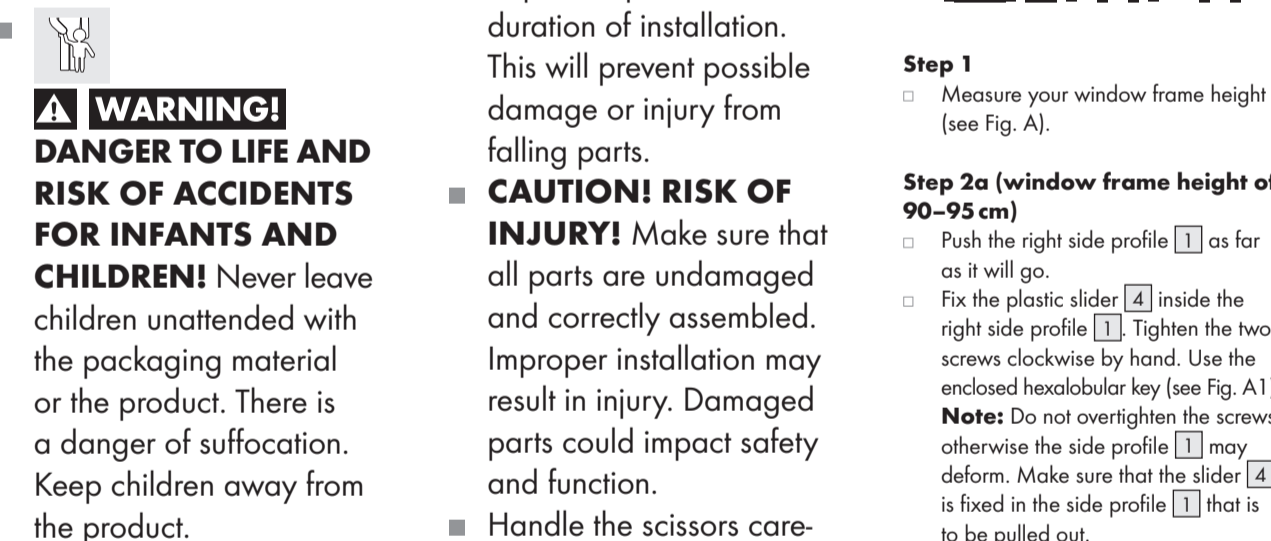 WARNING!
DANGER TO LIFE AND
RISK OF ACCIDENTS
FOR INFANTS AND
CHILDREN! Never leave
children unattended with
the packaging material
or the product. There is
a danger of suffocation.
Keep children away from
the product.
duration of installation.
This will prevent possible
damage or injury from
falling parts.
CAUTION! RISK OF
INJURY! Make sure that
all parts are undamaged
and correctly assembled.
Improper installation may
result in injury. Damaged
parts could impact safety
and function.
Handle the scissors care-
Step 1
Measure your window frame height
(see Fig. A).
Step 2a (window frame height of
90–95 cm)
Push the right side profile 1 as far
as it will go.
Fix the plastic slider 4 inside the
right side profile 1. Tighten the two
screws clockwise by hand. Use the
enclosed hexalobular key (see Fig. A1)
Note: Do not overtighten the screws
otherwise the side profile 1 may
deform. Make sure that the slider 4
is fixed in the side profile 1 that is
to be pulled out.